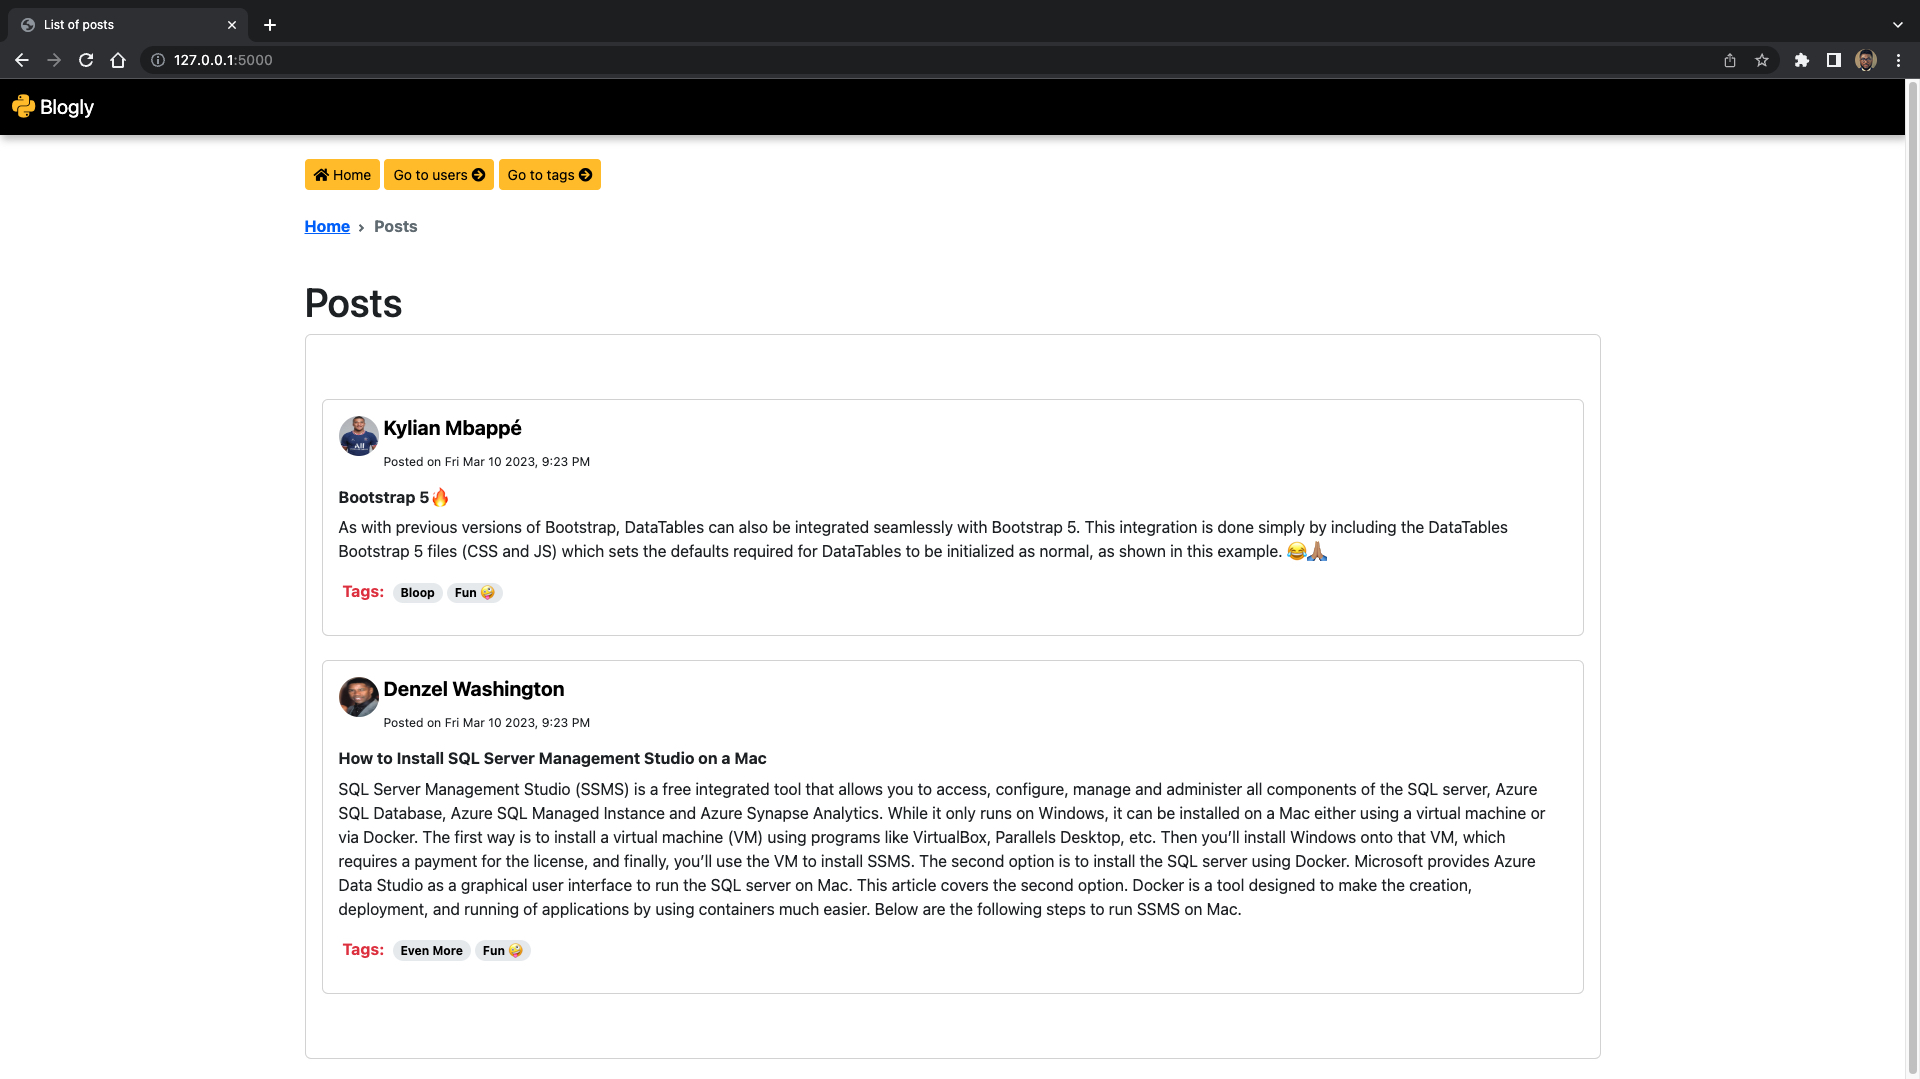 List of posts
127.0.0.1:5000
Blogly
Home Go to users Go to tags
Home › Posts
Posts
Kylian Mbappé
Posted on Fri Mar 10 2023, 9:23 PM
Bootstrap 5🔥
As with previous versions of Bootstrap, DataTables can also be integrated seamlessly with Bootstrap 5. This integration is done simply by including the DataTables
Bootstrap 5 files (CSS and JS) which sets the defaults required for DataTables to be initialized as normal, as shown in this example. 😂🙏🏽
Tags: Bloop Fun 🤪
Denzel Washington
Posted on Fri Mar 10 2023, 9:23 PM
How to Install SQL Server Management Studio on a Mac
SQL Server Management Studio (SSMS) is a free integrated tool that allows you to access, configure, manage and administer all components of the SQL server, Azure
SQL Database, Azure SQL Managed Instance and Azure Synapse Analytics. While it only runs on Windows, it can be installed on a Mac either using a virtual machine or
via Docker. The first way is to install a virtual machine (VM) using programs like VirtualBox, Parallels Desktop, etc. Then you’ll install Windows onto that VM, which
requires a payment for the license, and finally, you’ll use the VM to install SSMS. The second option is to install the SQL server using Docker. Microsoft provides Azure
Data Studio as a graphical user interface to run the SQL server on Mac. This article covers the second option. Docker is a tool designed to make the creation,
deployment, and running of applications by using containers much easier. Below are the following steps to run SSMS on Mac.
Tags: Even More Fun 🤪